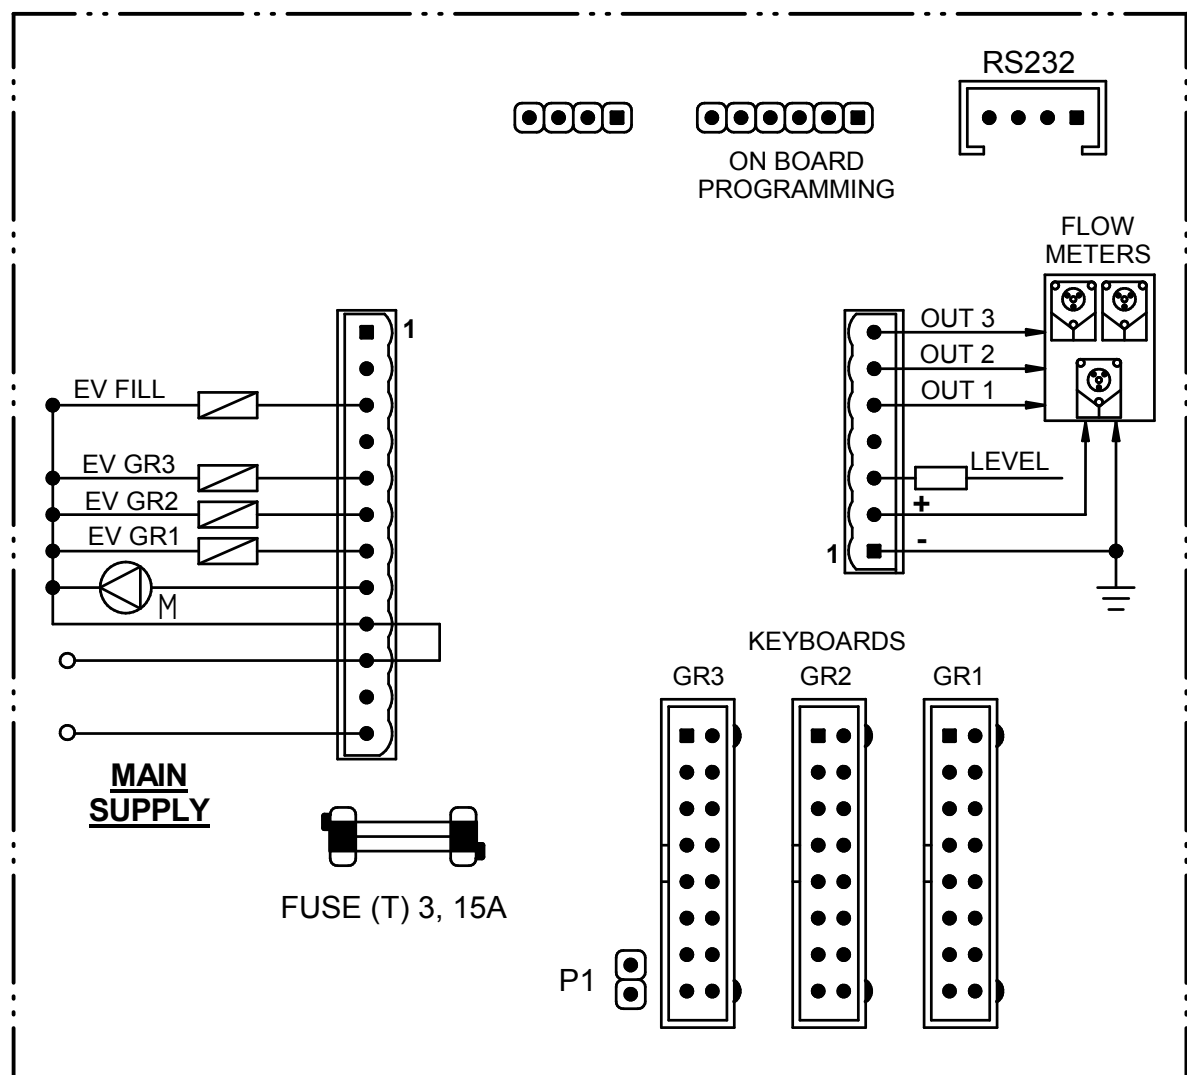 RS232
ON BOARD
PROGRAMMING
FLOW
METERS
1
OUT 3
OUT 2
OUT 1
EV FILL
EV GR3
EV GR2
EV GR1
M
LEVEL
+
-
1
KEYBOARDS
GR3 GR2 GR1
MAIN
SUPPLY
FUSE (T) 3, 15A
P1